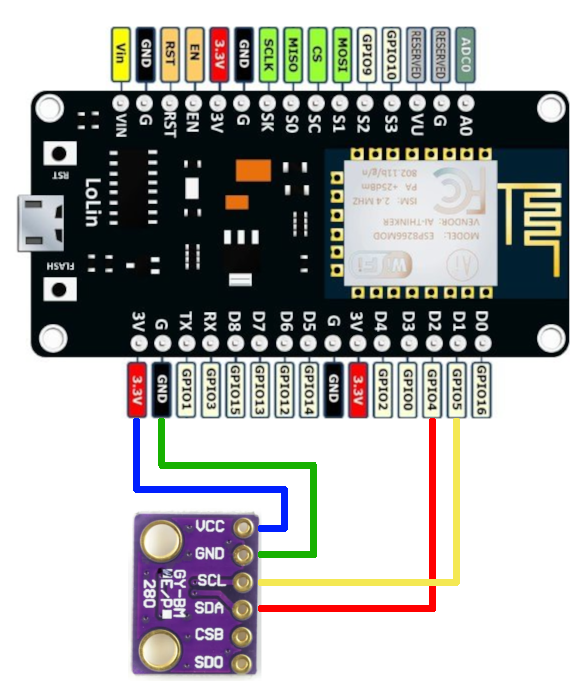 Vin GND RST EN 3.3V GND SCLK MISO CS MOSI GPIO9 GPIO10 RESERVED RESERVED ADC0
VIN G RST EN 3V G SK S0 SC S1 S2 S3 VU G A0
RST
LoLin
FLASH
802.11b/g/n
PA +25dBm
ISM: 2.4 MHZ
VENDOR: AI-THINKER
MODEL: ESP8266MOD
FC
WiFi
Ai
3V G TX RX D8 D7 D6 D5 G 3V D4 D3 D2 D1 D0
3.3V GND GPIO1 GPIO3 GPIO15 GPIO13 GPIO12 GPIO14 GND 3.3V GPIO2 GPIO0 GPIO4 GPIO5 GPIO16
VCC
GND
SCL
SDA
CSB
SDO
GY-BM
ME/P
280